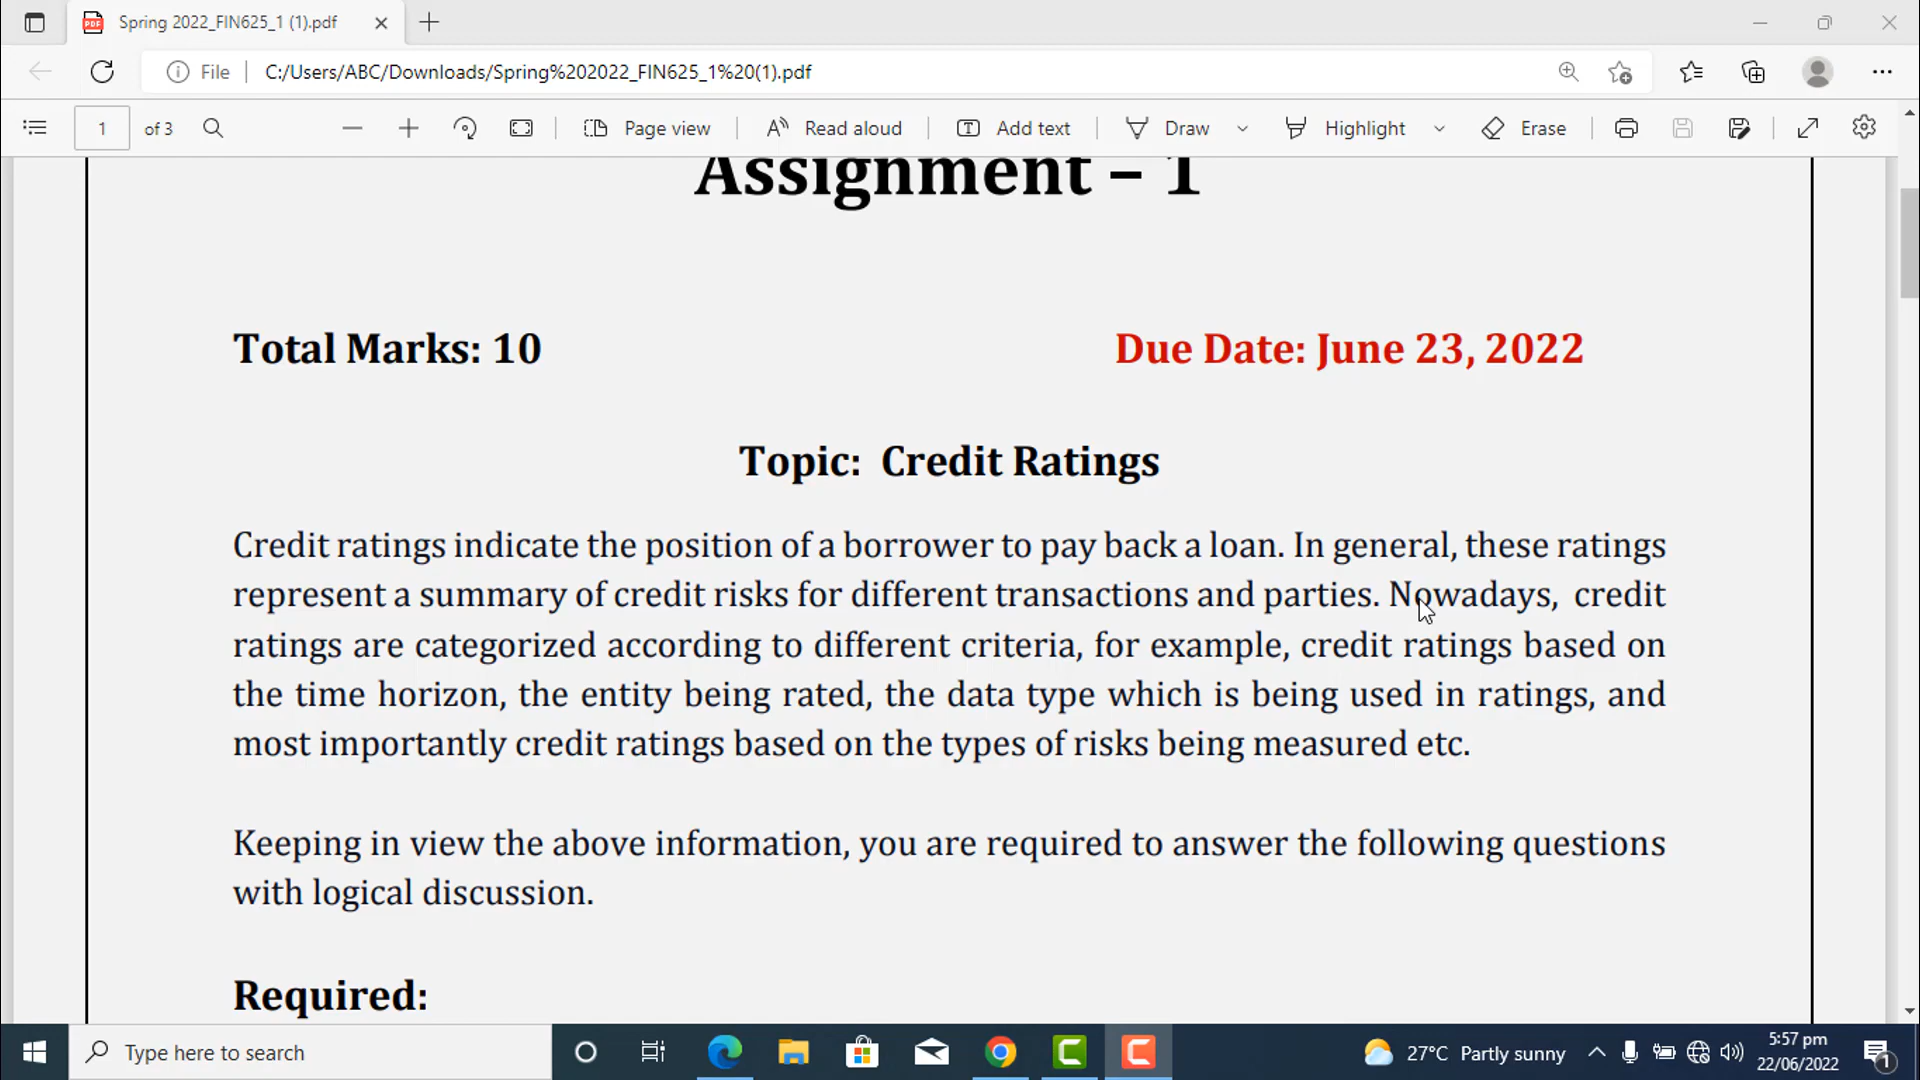 Spring 2022_FIN625_1 (1).pdf
File
C:/Users/ABC/Downloads/Spring%202022_FIN625_1%20(1).pdf
1 of 3 Page view Read aloud Add text Draw Highlight Erase
Assignment – 1
Total Marks: 10 Due Date: June 23, 2022
Topic: Credit Ratings
Credit ratings indicate the position of a borrower to pay back a loan. In general, these ratings
represent a summary of credit risks for different transactions and parties. Nowadays, credit
ratings are categorized according to different criteria, for example, credit ratings based on
the time horizon, the entity being rated, the data type which is being used in ratings, and
most importantly credit ratings based on the types of risks being measured etc.
Keeping in view the above information, you are required to answer the following questions
with logical discussion.
Required:
Type here to search
27°C Partly sunny
5:57 pm
22/06/2022
1